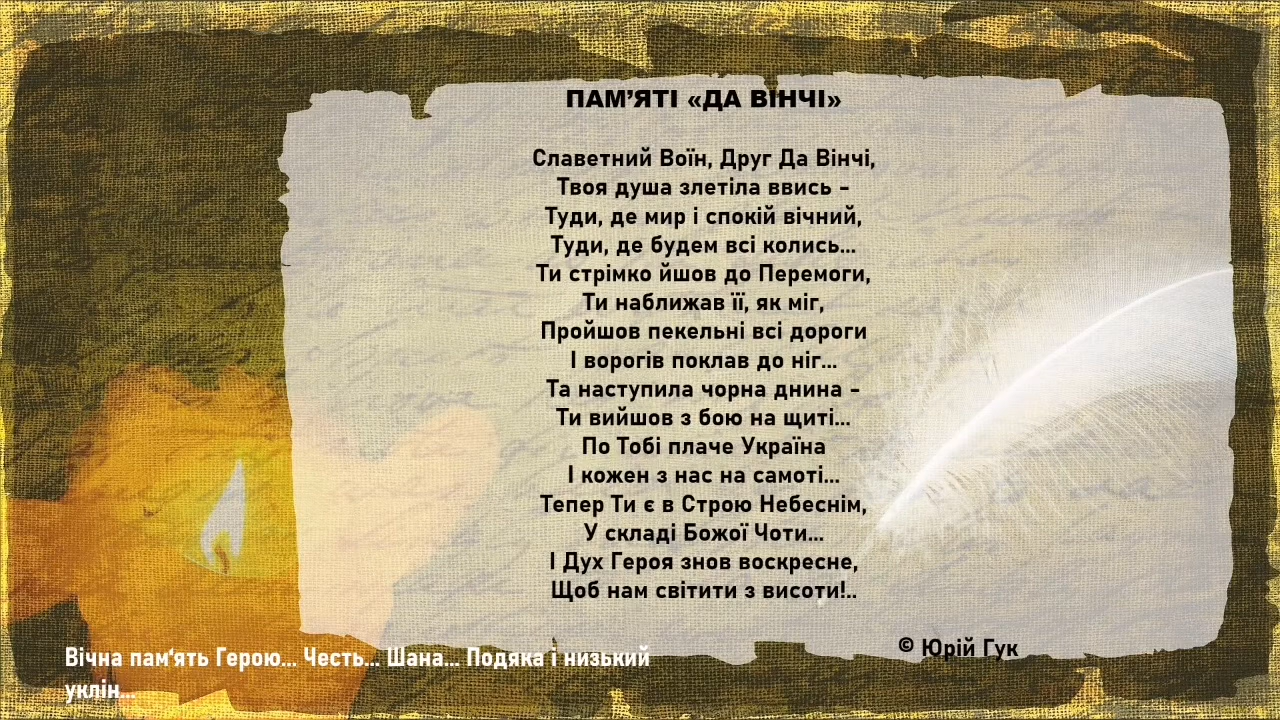 ПАМ’ЯТІ «ДА ВІНЧІ»
Славетний Воїн, Друг Да Вінчі,
Твоя душа злетіла ввись –
Туди, де мир і спокій вічний,
Туди, де будем всі колись...
Ти стрімко йшов до Перемоги,
Ти наближав її, як міг,
Пройшов пекельні всі дороги
І ворогів поклав до ніг...
Та наступила чорна днина –
Ти вийшов з бою на щиті...
По Тобі плаче Україна
І кожен з нас на самоті...
Тепер Ти є в Строю Небеснім,
У складі Божої Чоти...
І Дух Героя знов воскресне,
Щоб нам світити з висоти!..
© Юрій Гук
Вічна пам‘ять Герою... Честь... Шана... Подяка і низький
уклін...